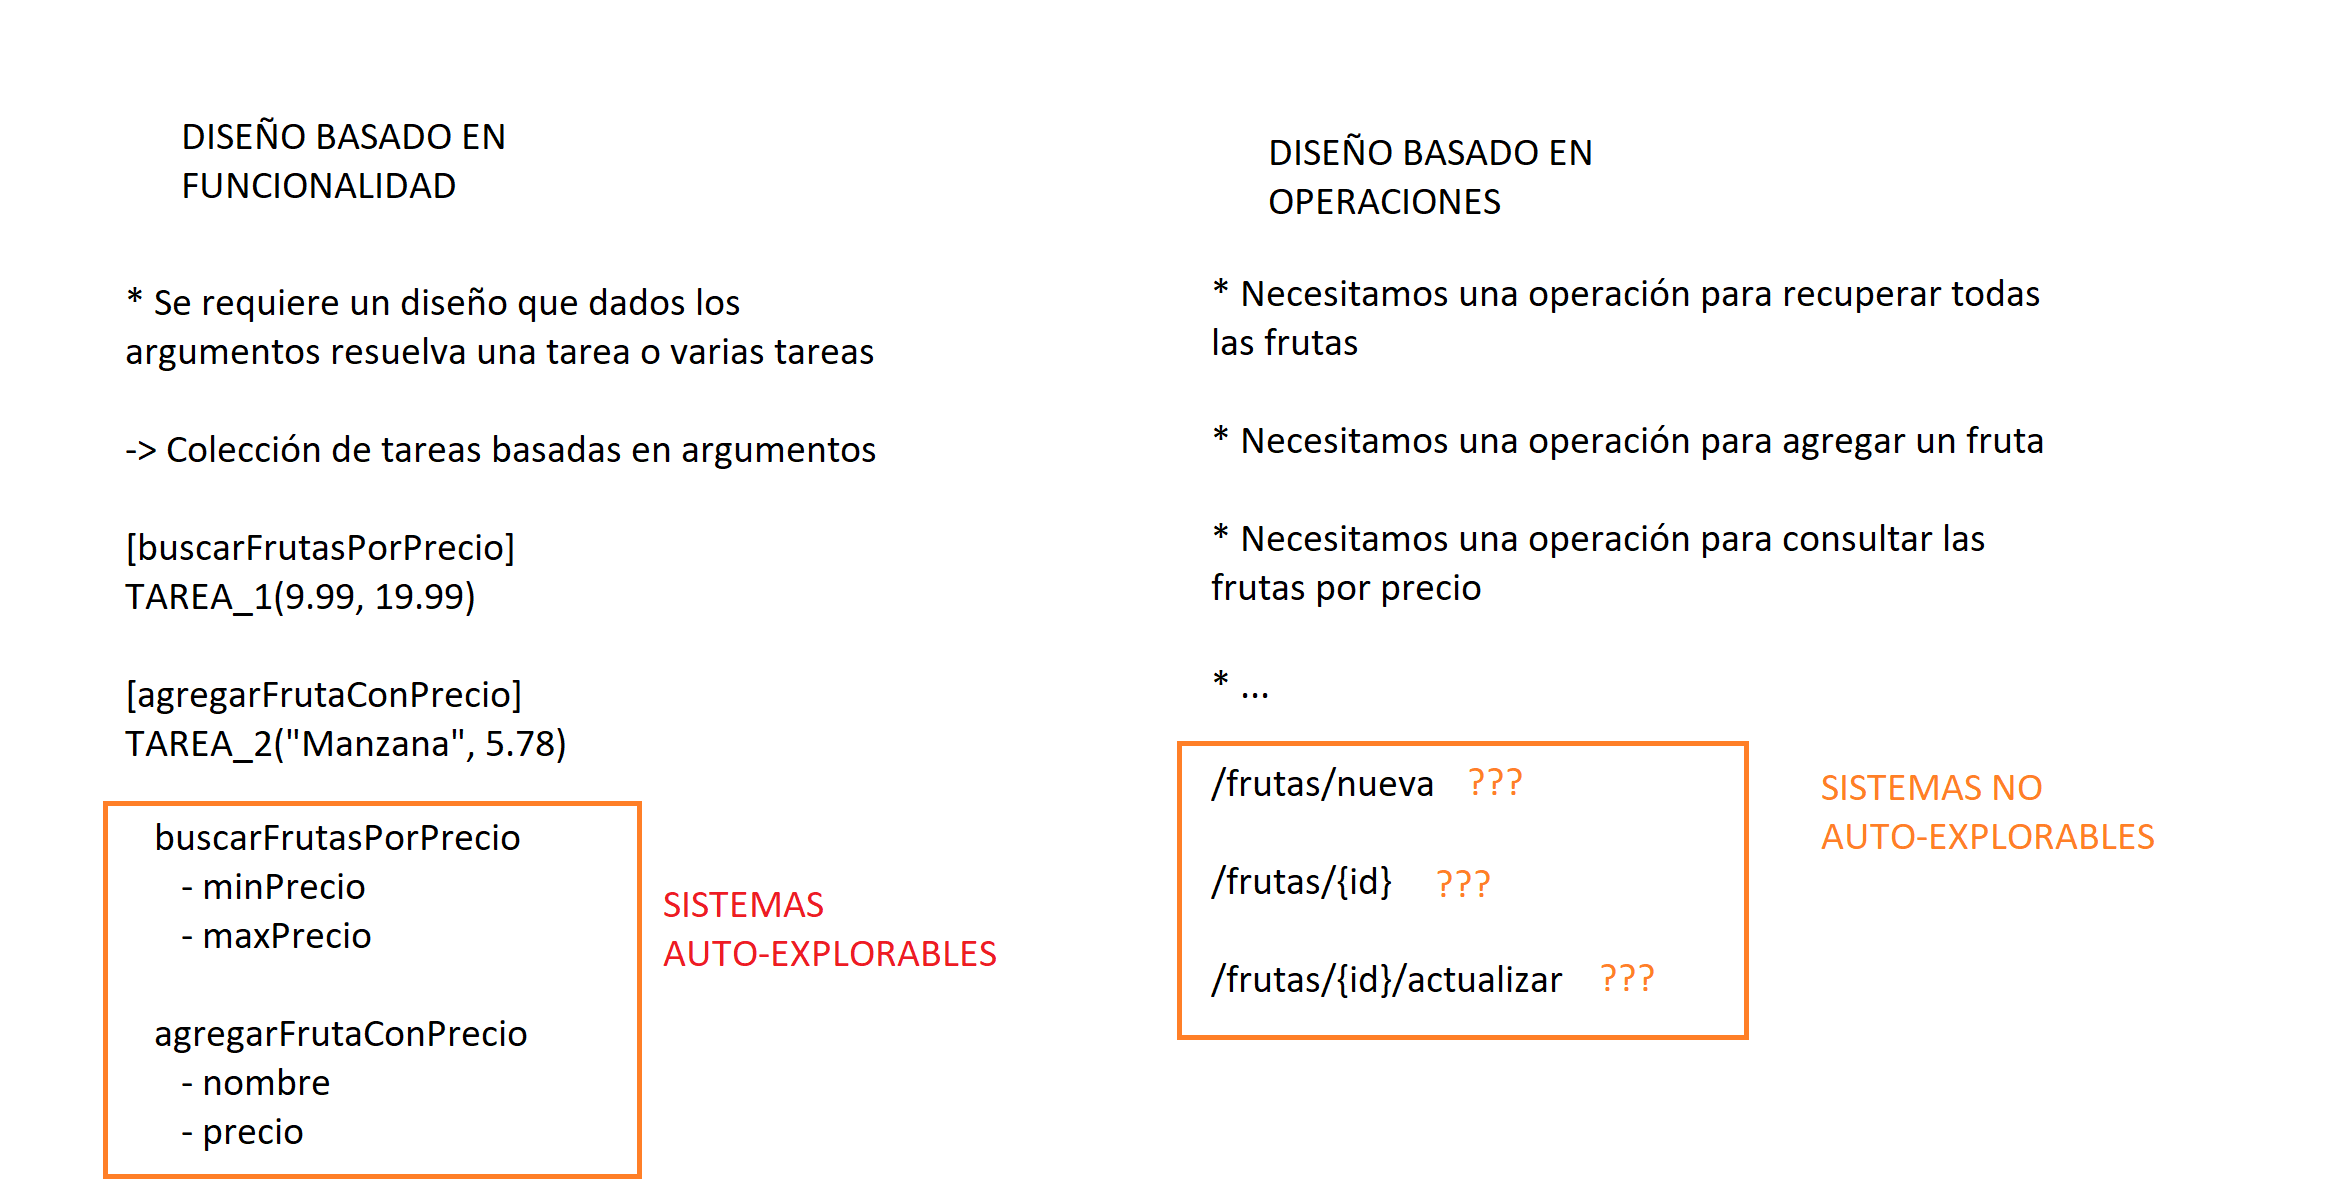 DISEÑO BASADO EN
FUNCIONALIDAD
* Se requiere un diseño que dados los
argumentos resuelva una tarea o varias tareas
-> Colección de tareas basadas en argumentos
[buscarFrutasPorPrecio]
TAREA_1(9.99, 19.99)
[agregarFrutaConPrecio]
TAREA_2("Manzana", 5.78)
buscarFrutasPorPrecio
- minPrecio
- maxPrecio
agregarFrutaConPrecio
- nombre
- precio
SISTEMAS
AUTO-EXPLORABLES
DISEÑO BASADO EN
OPERACIONES
* Necesitamos una operación para recuperar todas
las frutas
* Necesitamos una operación para agregar un fruta
* Necesitamos una operación para consultar las
frutas por precio
* ...
/frutas/nueva ???
/frutas/{id} ???
/frutas/{id}/actualizar ???
SISTEMAS NO
AUTO-EXPLORABLES